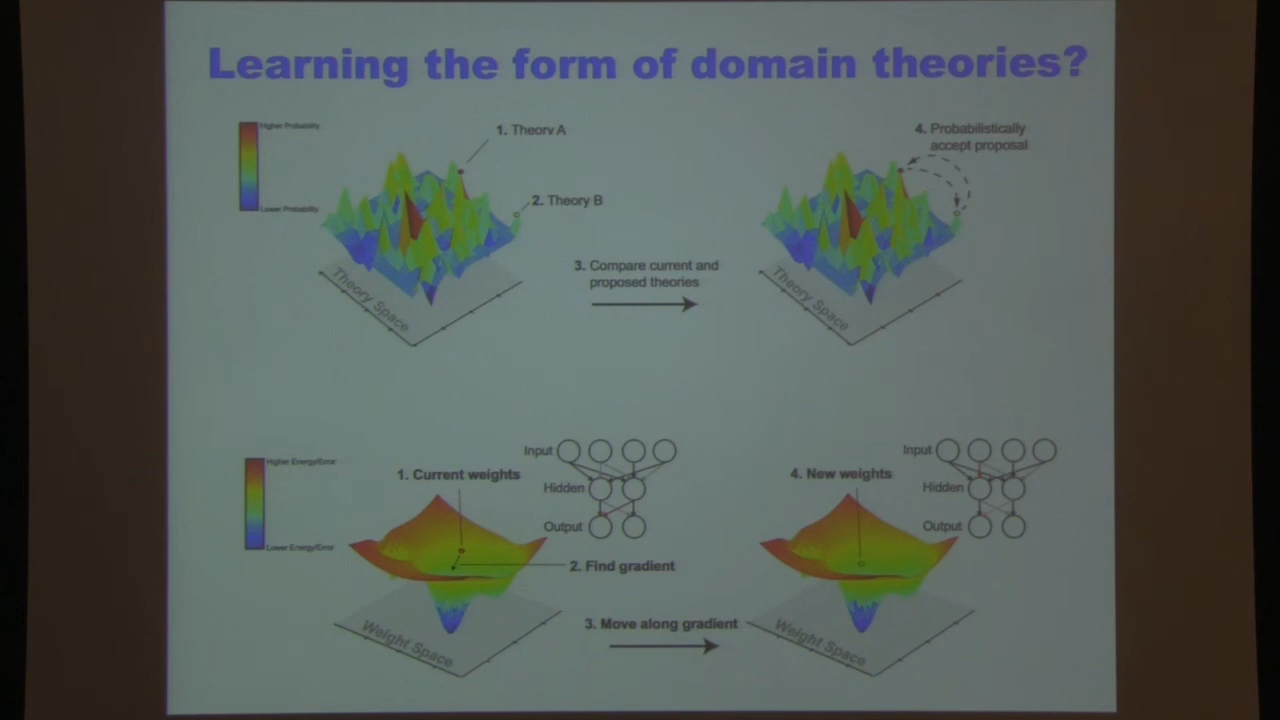 Learning the form of domain theories?
Higher Probability
Lower Probability
1. Theory A
2. Theory B
Theory Space
3. Compare current and
proposed theories
4. Probabilistically
accept proposal
Theory Space
Higher Energy/Error
Lower Energy/Error
1. Current weights
Input
Hidden
Output
2. Find gradient
Weight Space
3. Move along gradient
4. New weights
Input
Hidden
Output
Weight Space